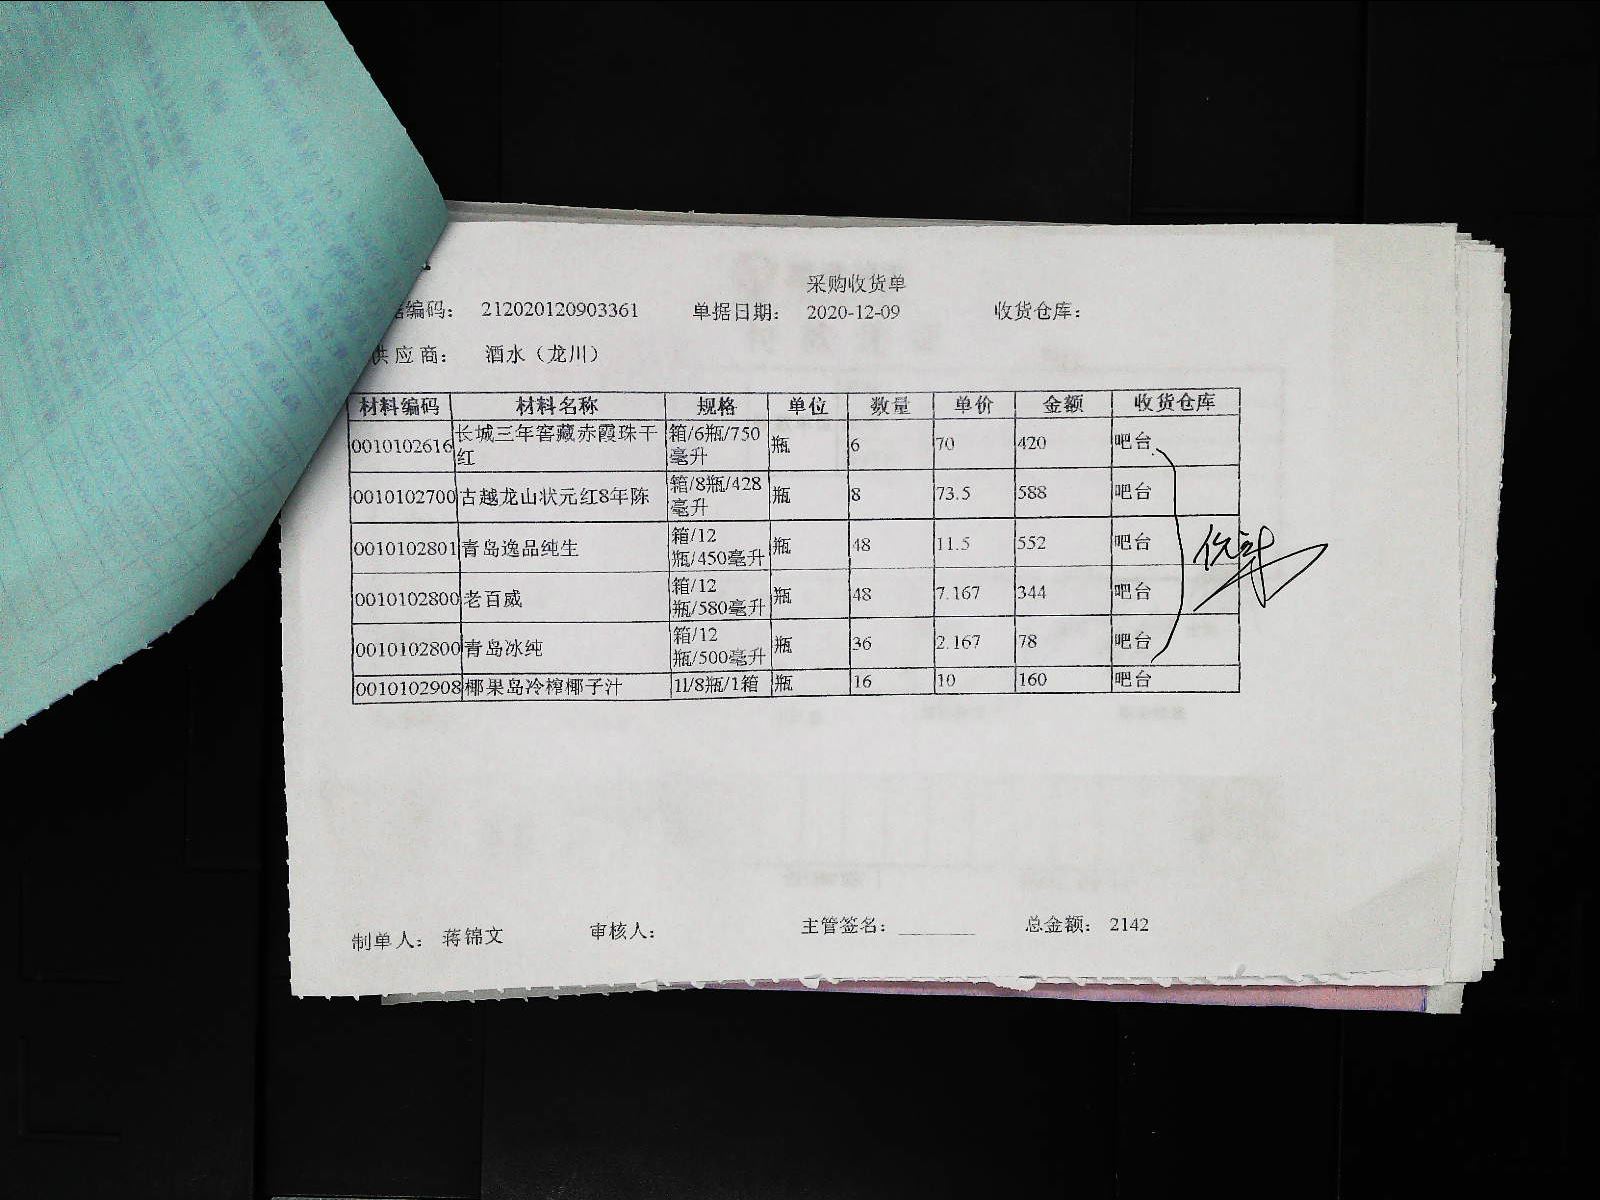 采购收货单
编码： 212020120903361 单据日期： 2020-12-09 收货仓库：
供应商： 酒水（龙川）
材料编码 材料名称 规格 单位 数量 单价 金额 收货仓库
0010102616 长城三年窖藏赤霞珠干红 箱/6瓶/750毫升 瓶 6 70 420 吧台
0010102700 古越龙山状元红8年陈 箱/8瓶/428毫升 瓶 8 73.5 588 吧台
0010102801 青岛逸品纯生 箱/12瓶/450毫升 瓶 48 11.5 552 吧台
0010102800 老百威 箱/12瓶/580毫升 瓶 48 7.167 344 吧台
0010102800 青岛冰纯 箱/12瓶/500毫升 瓶 36 2.167 78 吧台
0010102908 椰果岛冷榨椰子汁 1l/8瓶/1箱 瓶 16 10 160 吧台
制单人： 蒋锦文 审核人： 主管签名： 总金额： 2142